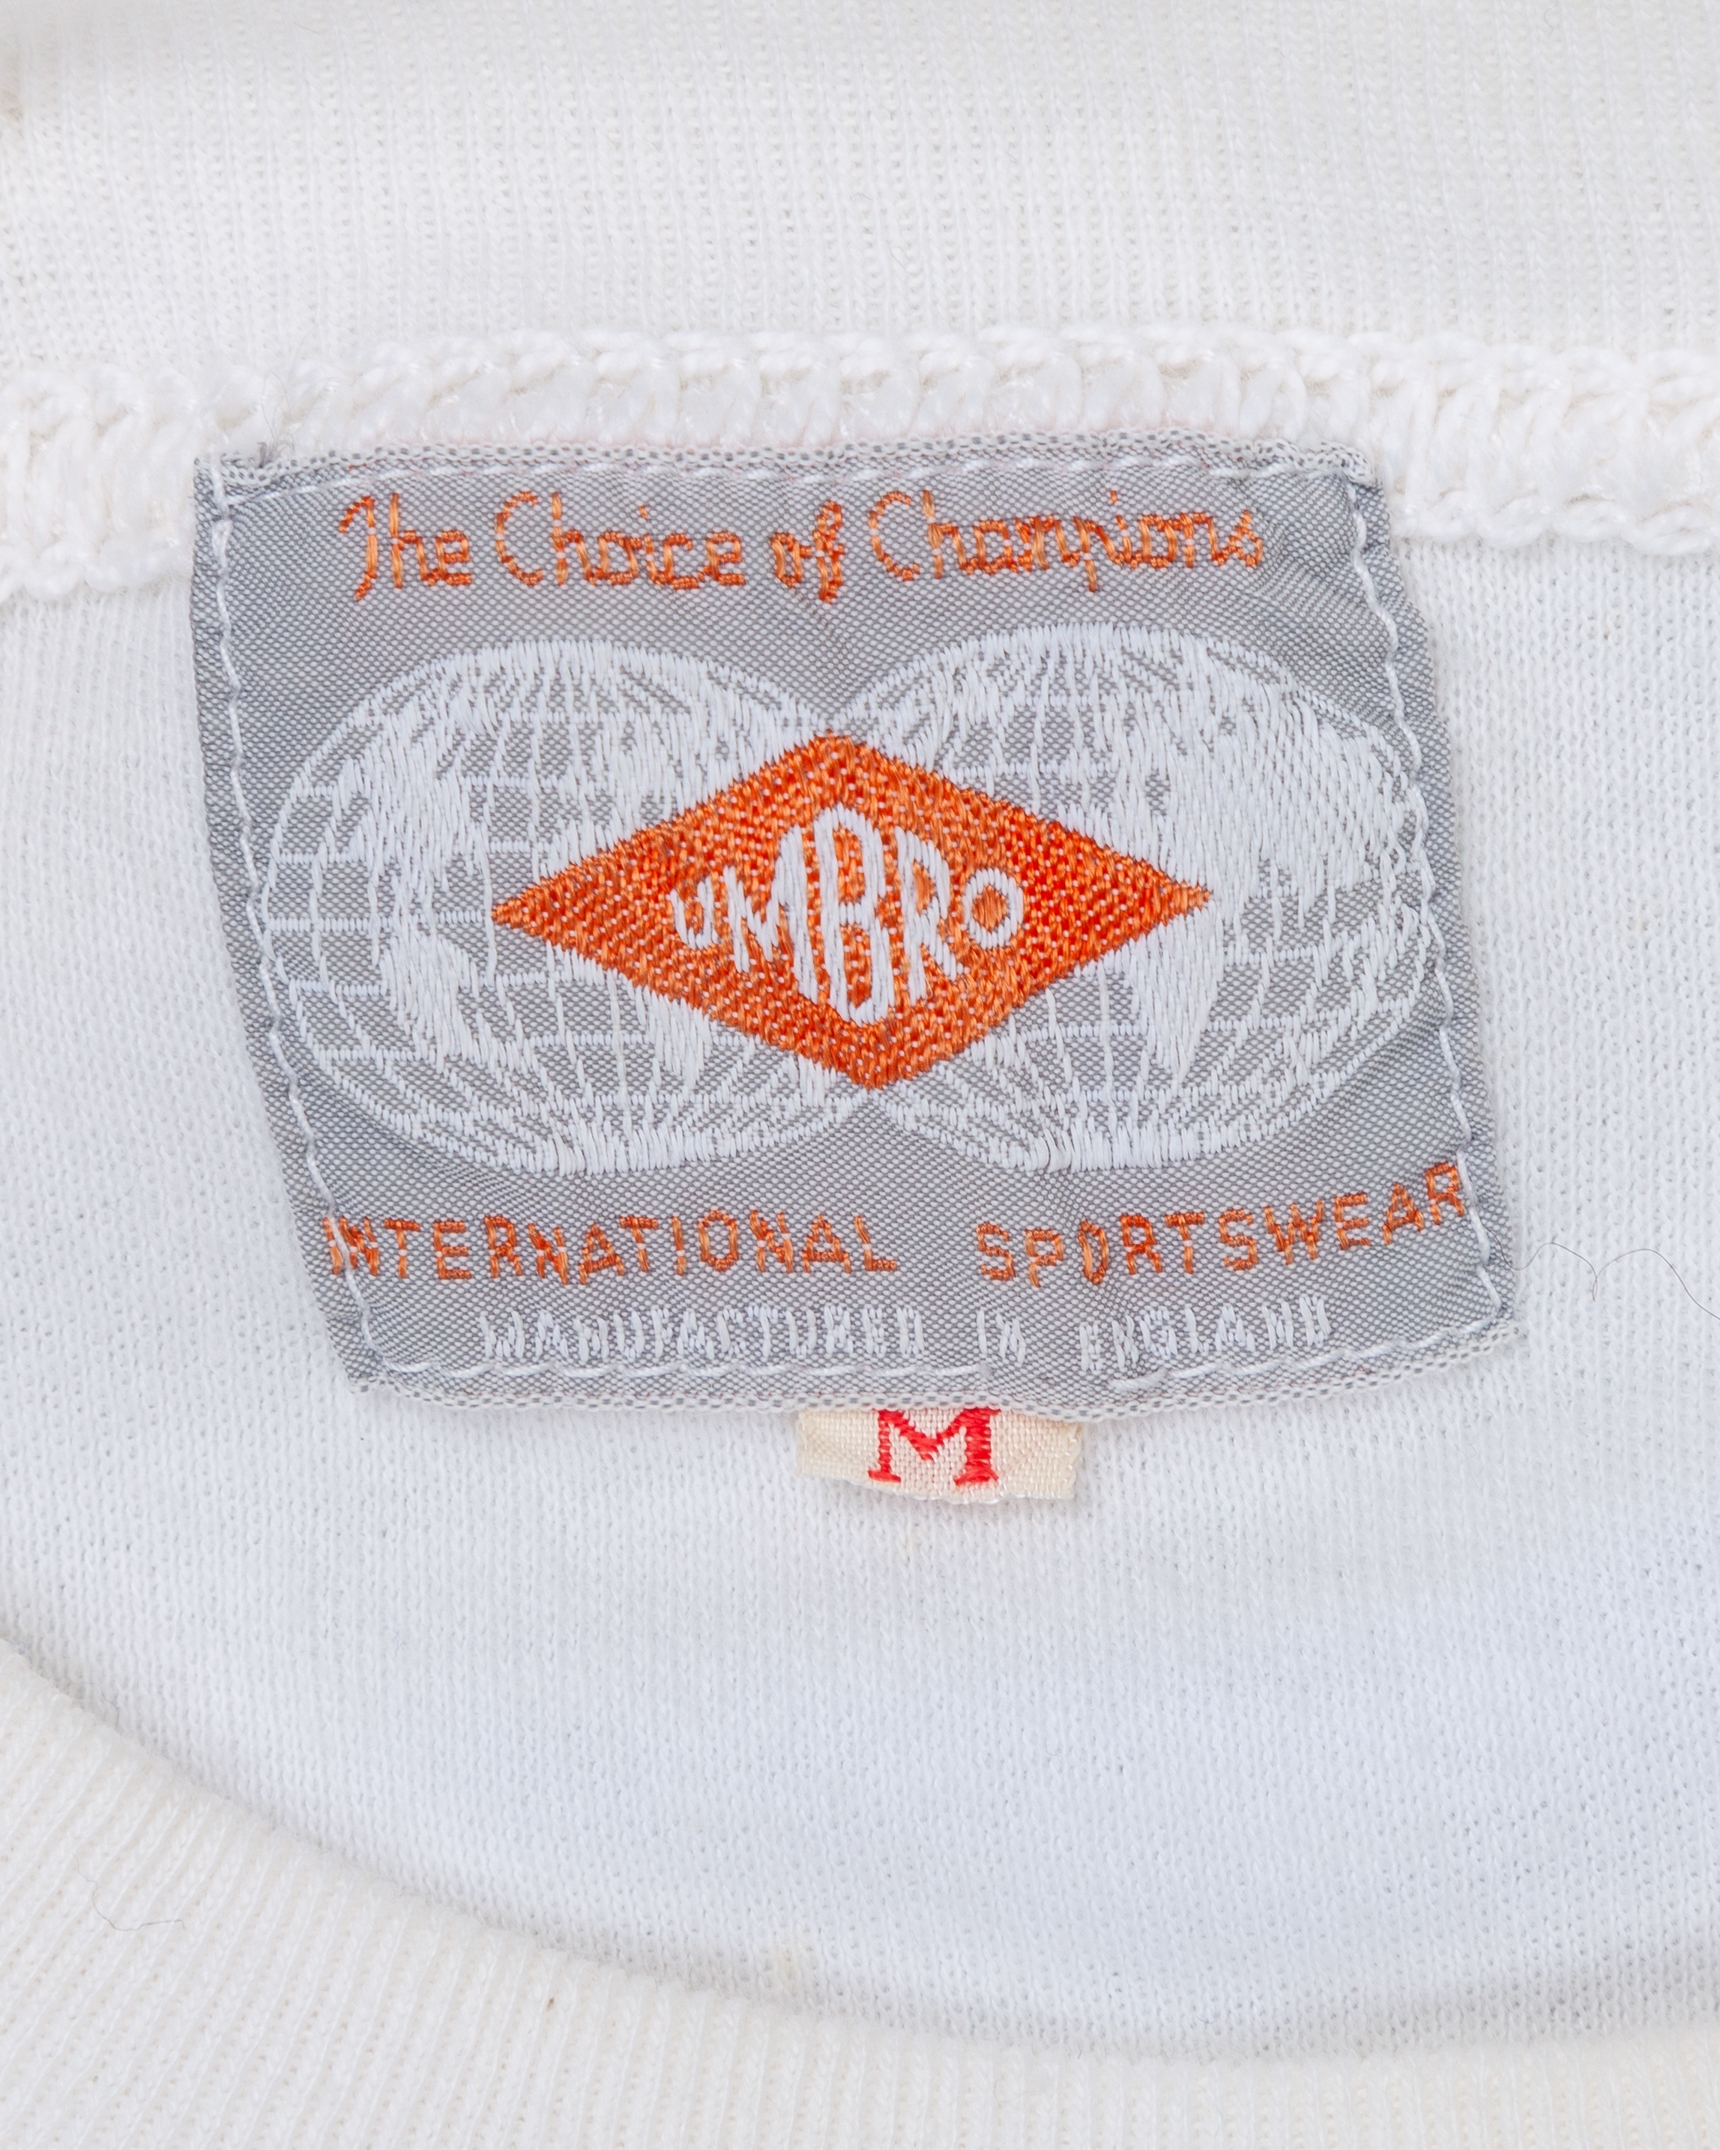 The Choice of Champions
UMBRO
INTERNATIONAL SPORTSWEAR
MANUFACTURED IN ENGLAND
M